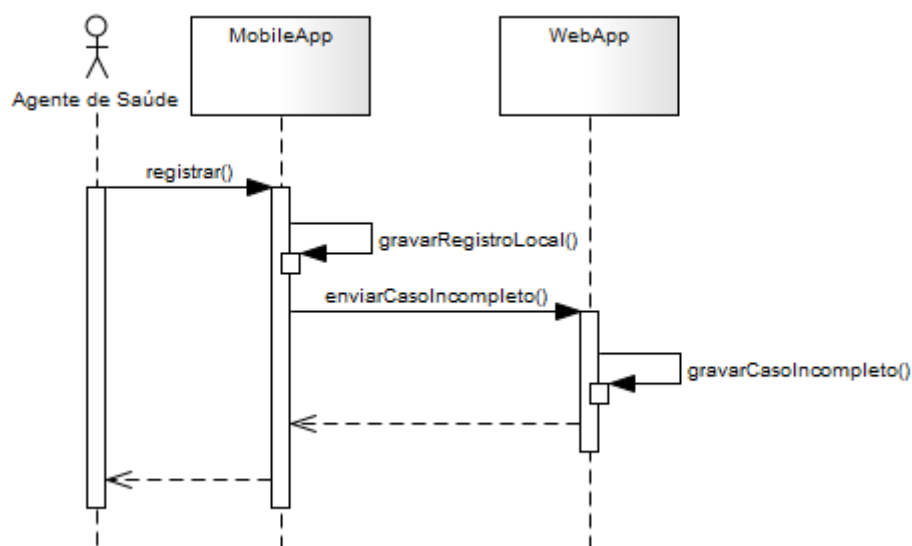 MobileApp
WebApp
Agente de Saúde
registrar()
gravarRegistroLocal()
enviarCasoIncompleto()
gravarCasoIncompleto()